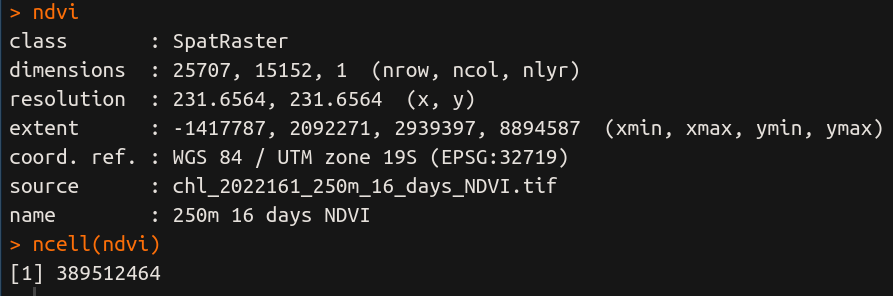 > ndvi
class       : SpatRaster
dimensions  : 25707, 15152, 1  (nrow, ncol, nlyr)
resolution  : 231.6564, 231.6564  (x, y)
extent      : -1417787, 2092271, 2939397, 8894587  (xmin, xmax, ymin, ymax)
coord. ref. : WGS 84 / UTM zone 19S (EPSG:32719)
source      : chl_2022161_250m_16_days_NDVI.tif
name        : 250m 16 days NDVI
> ncell(ndvi)
[1] 389512464